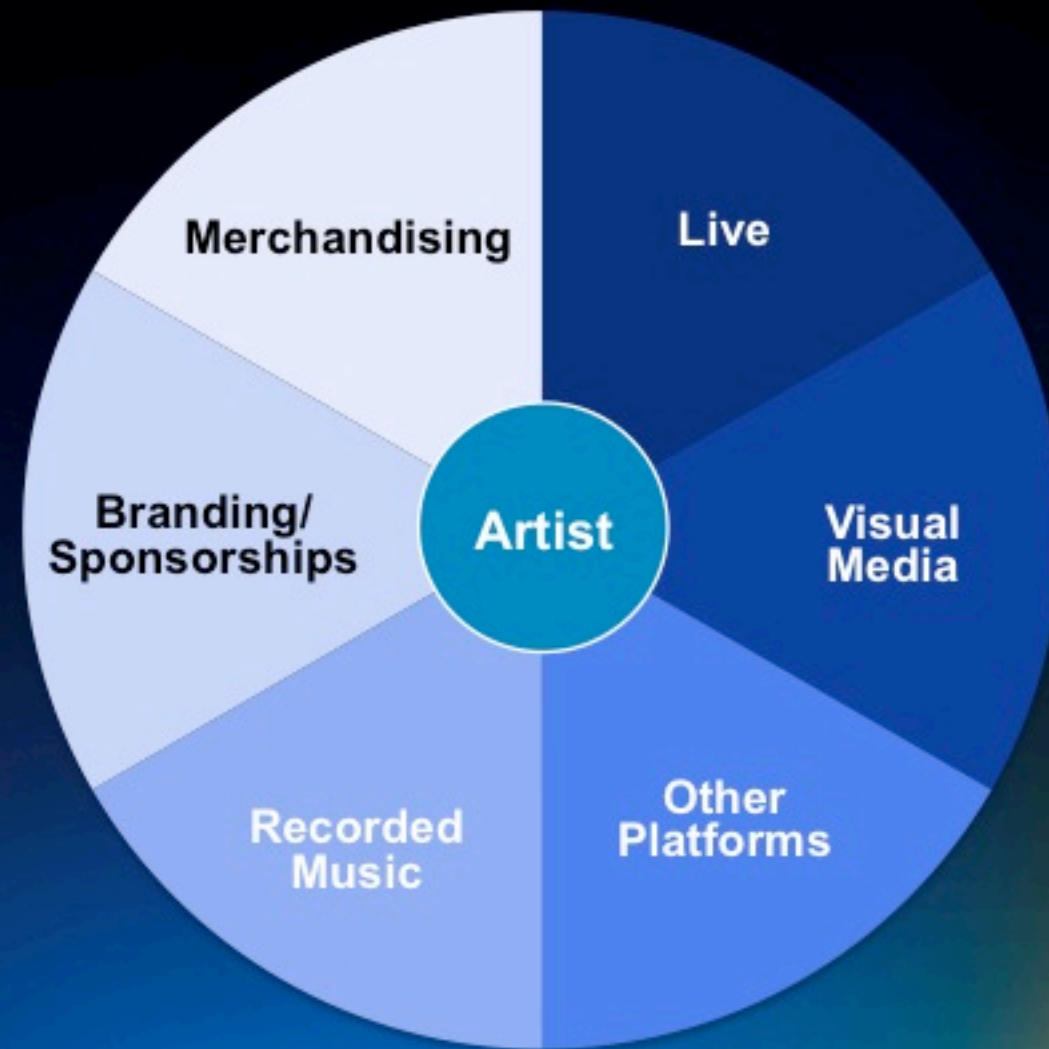 Merchandising
Live
Branding/
Sponsorships
Artist
Visual
Media
Recorded
Music
Other
Platforms